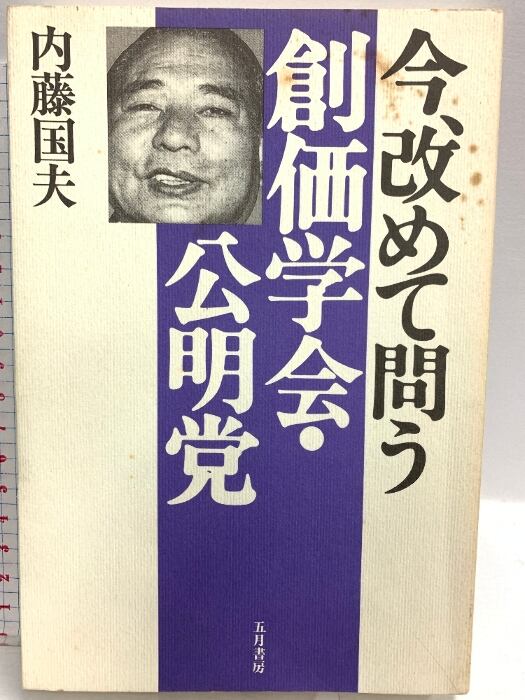 今、改めて問う
創価学会・
公明党
内藤国夫
五月書房